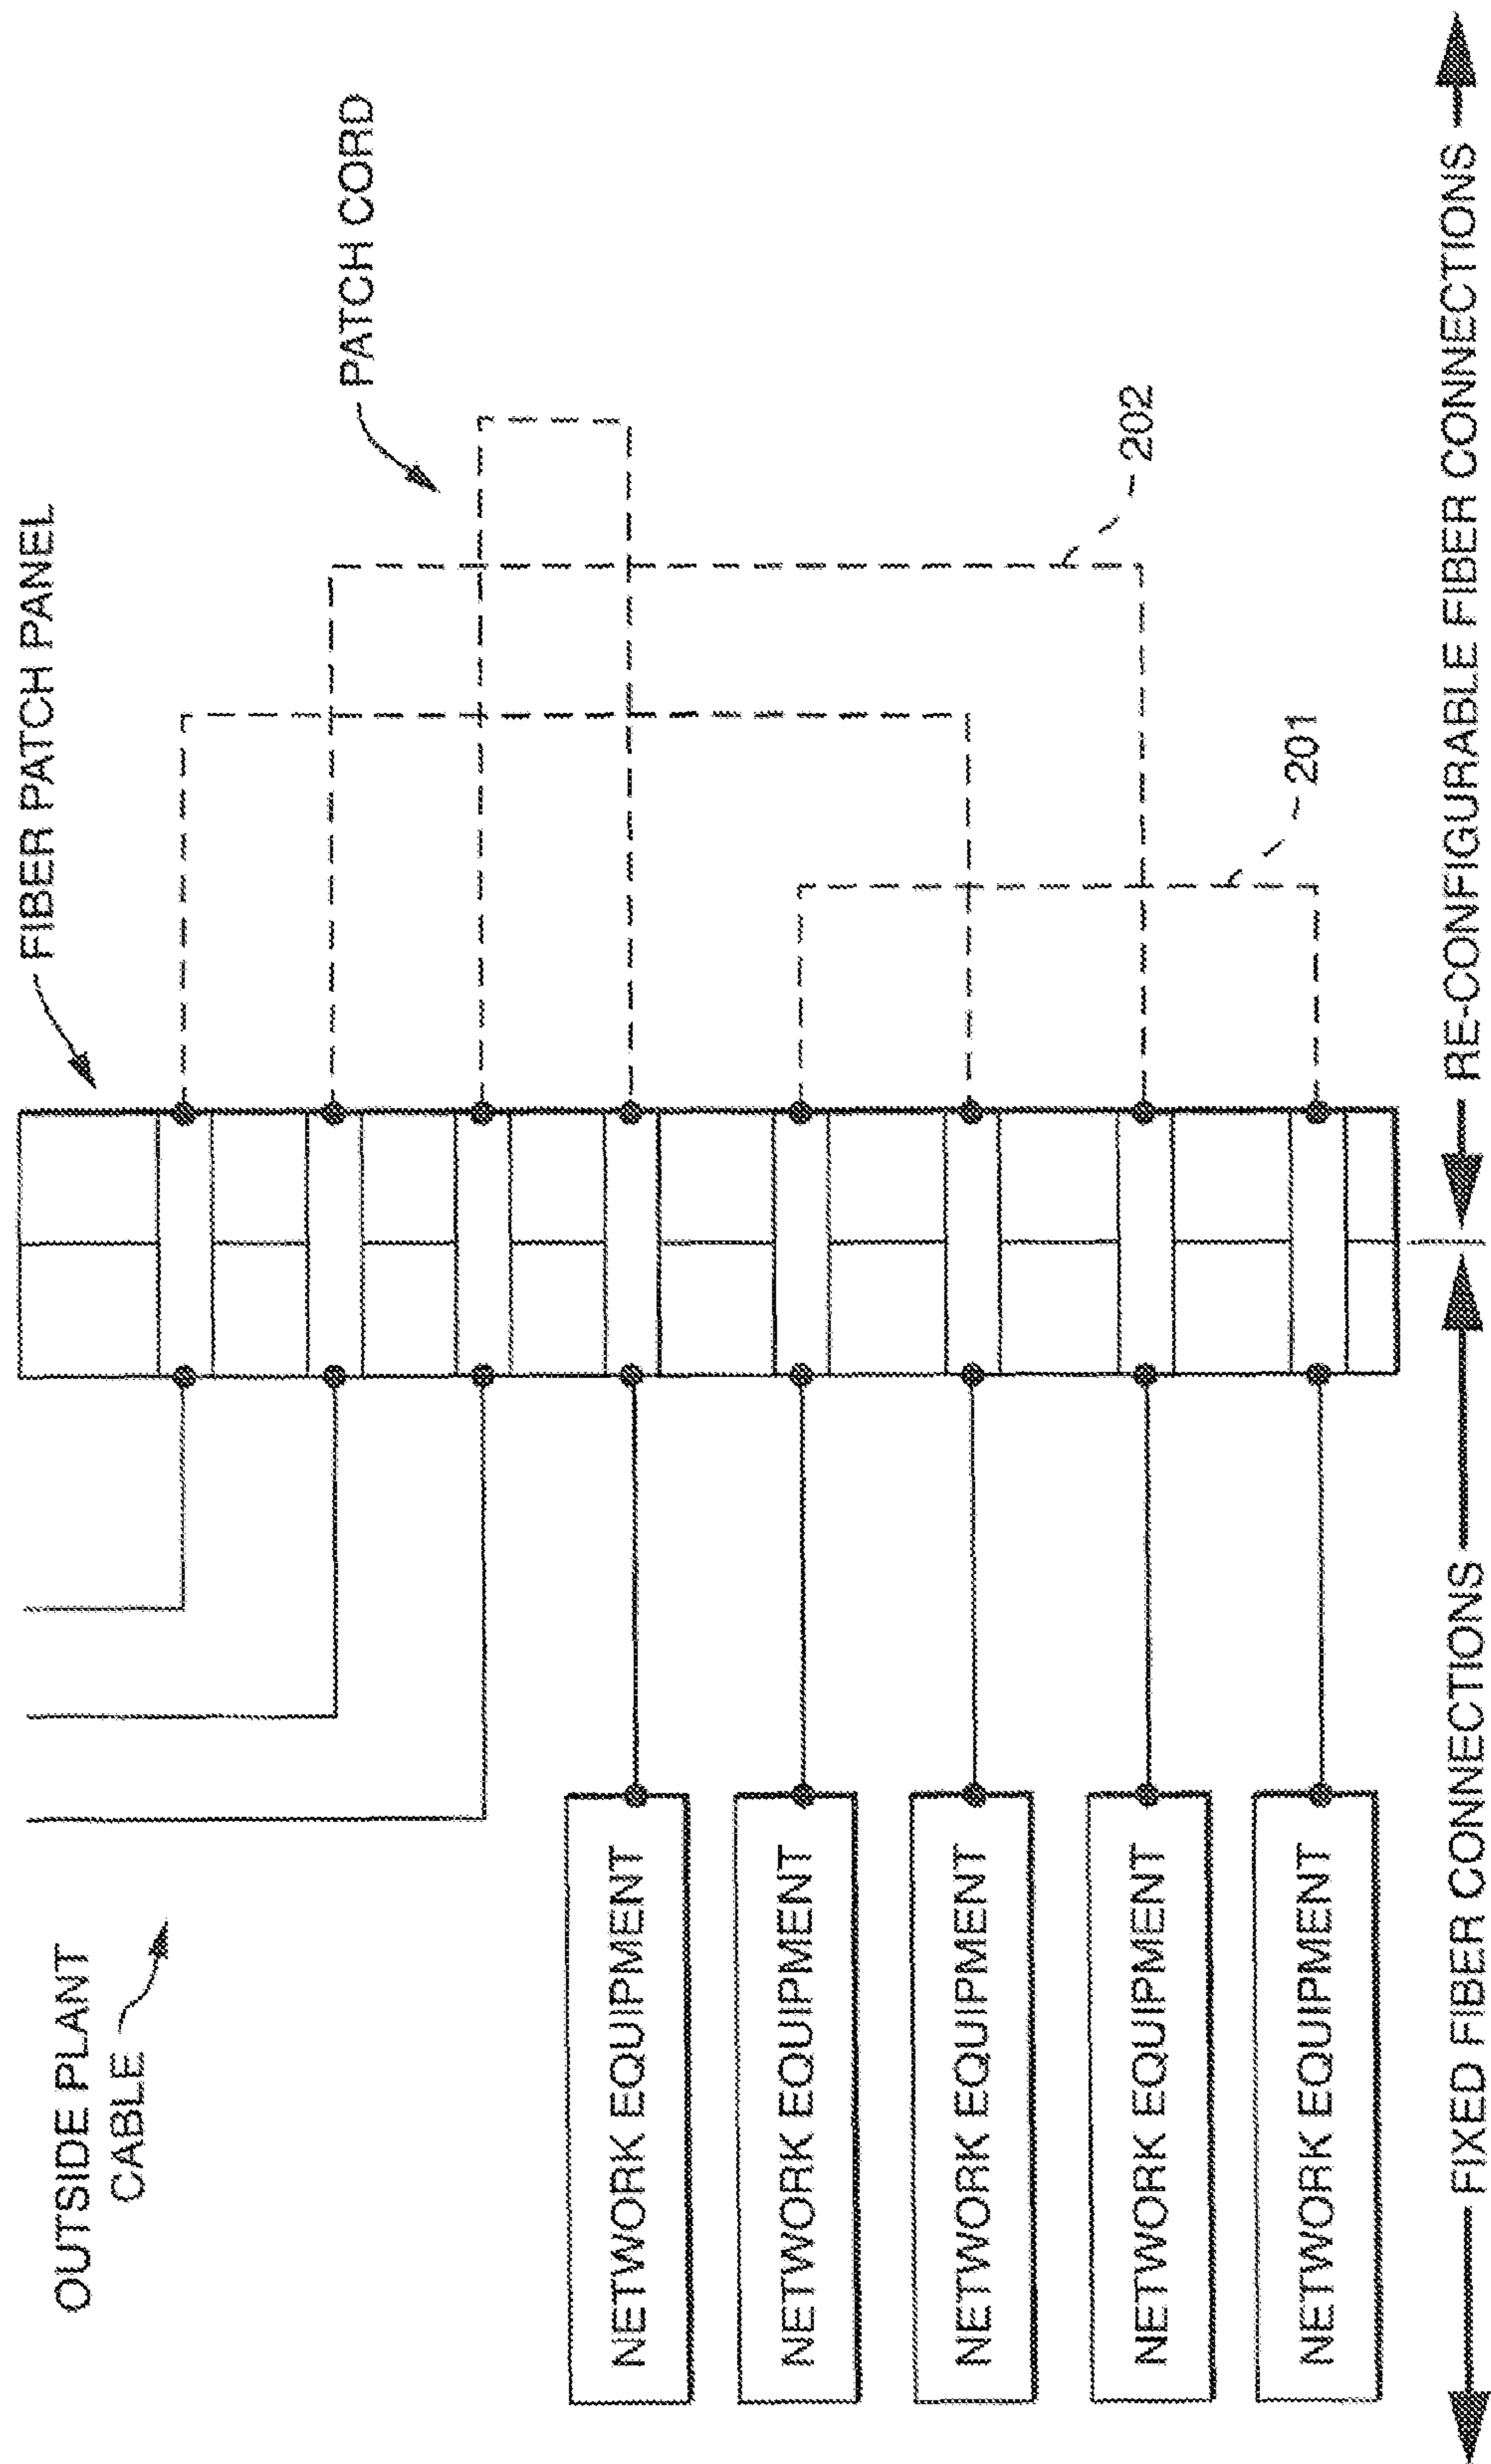 OUTSIDE PLANT
CABLE
FIBER PATCH PANEL
PATCH CORD
NETWORK EQUIPMENT
NETWORK EQUIPMENT
NETWORK EQUIPMENT
NETWORK EQUIPMENT
NETWORK EQUIPMENT
202
201
FIXED FIBER CONNECTIONS
RE-CONFIGURABLE FIBER CONNECTIONS